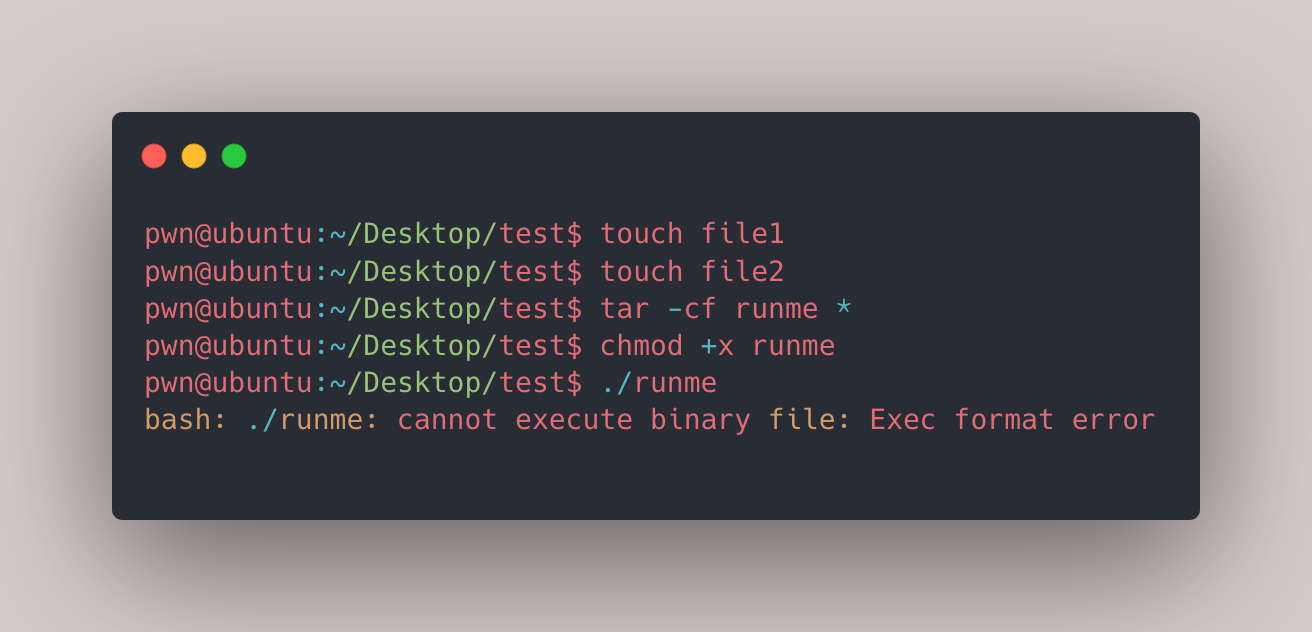 pwn@ubuntu:~/Desktop/test$ touch file1
pwn@ubuntu:~/Desktop/test$ touch file2
pwn@ubuntu:~/Desktop/test$ tar -cf runme *
pwn@ubuntu:~/Desktop/test$ chmod +x runme
pwn@ubuntu:~/Desktop/test$ ./runme
bash: ./runme: cannot execute binary file: Exec format error